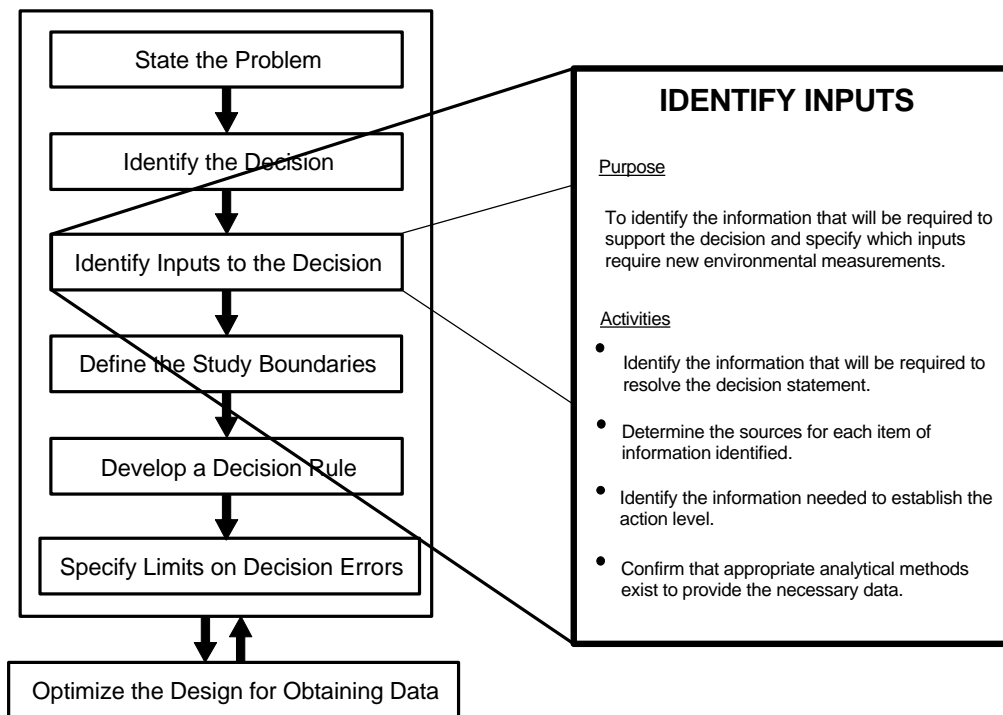 State the Problem
Identify the Decision
Identify Inputs to the Decision
Define the Study Boundaries
Develop a Decision Rule
Specify Limits on Decision Errors
Optimize the Design for Obtaining Data
IDENTIFY INPUTS
Purpose
To identify the information that will be required to
support the decision and specify which inputs
require new environmental measurements.
Activities
• Identify the information that will be required to
resolve the decision statement.
• Determine the sources for each item of
information identified.
• Identify the information needed to establish the
action level.
• Confirm that appropriate analytical methods
exist to provide the necessary data.